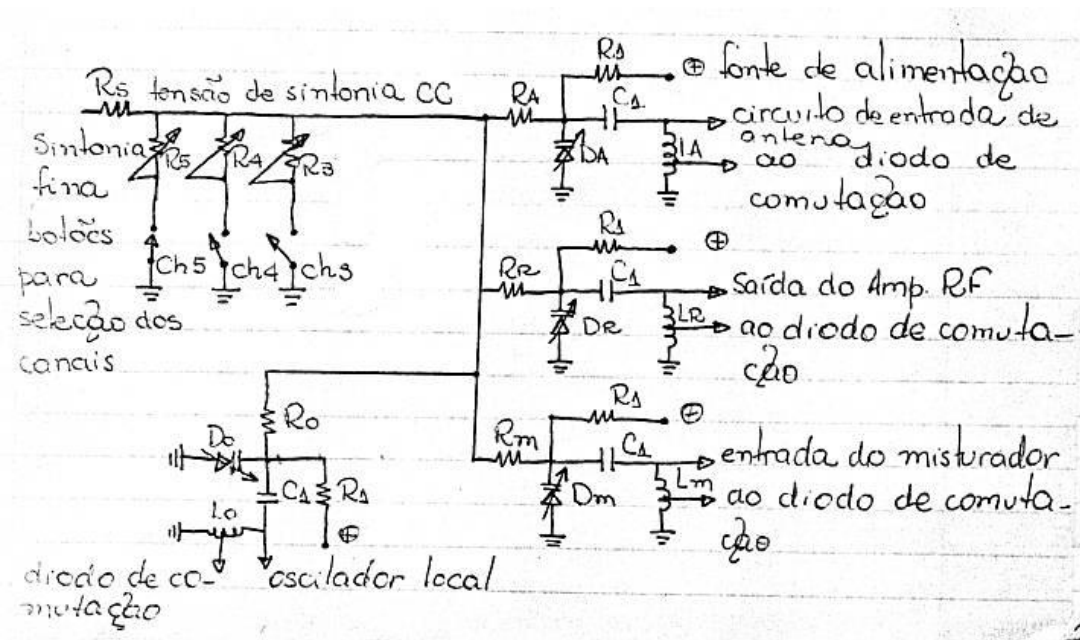 R5 tensão de sintonia CC
Sintonia
fina
R5
R4
R3
botões
para
selecção dos
canais
Ch5
ch4
ch3
RA
R1
⊕ fonte de alimentação
C1
circuito de entrada de
antena
DA
LA
ao diodo de
comutação
RR
R1
⊕
C1
Saída do Amp. RF
DR
LR
ao diodo de comuta-
ção
Rm
R1
⊕
C1
entrada do misturador
Dm
Lm
ao diodo de comuta-
ção
Ro
Do
C1
R1
Lo
⊕
diodo de co-
mutação
oscilador local